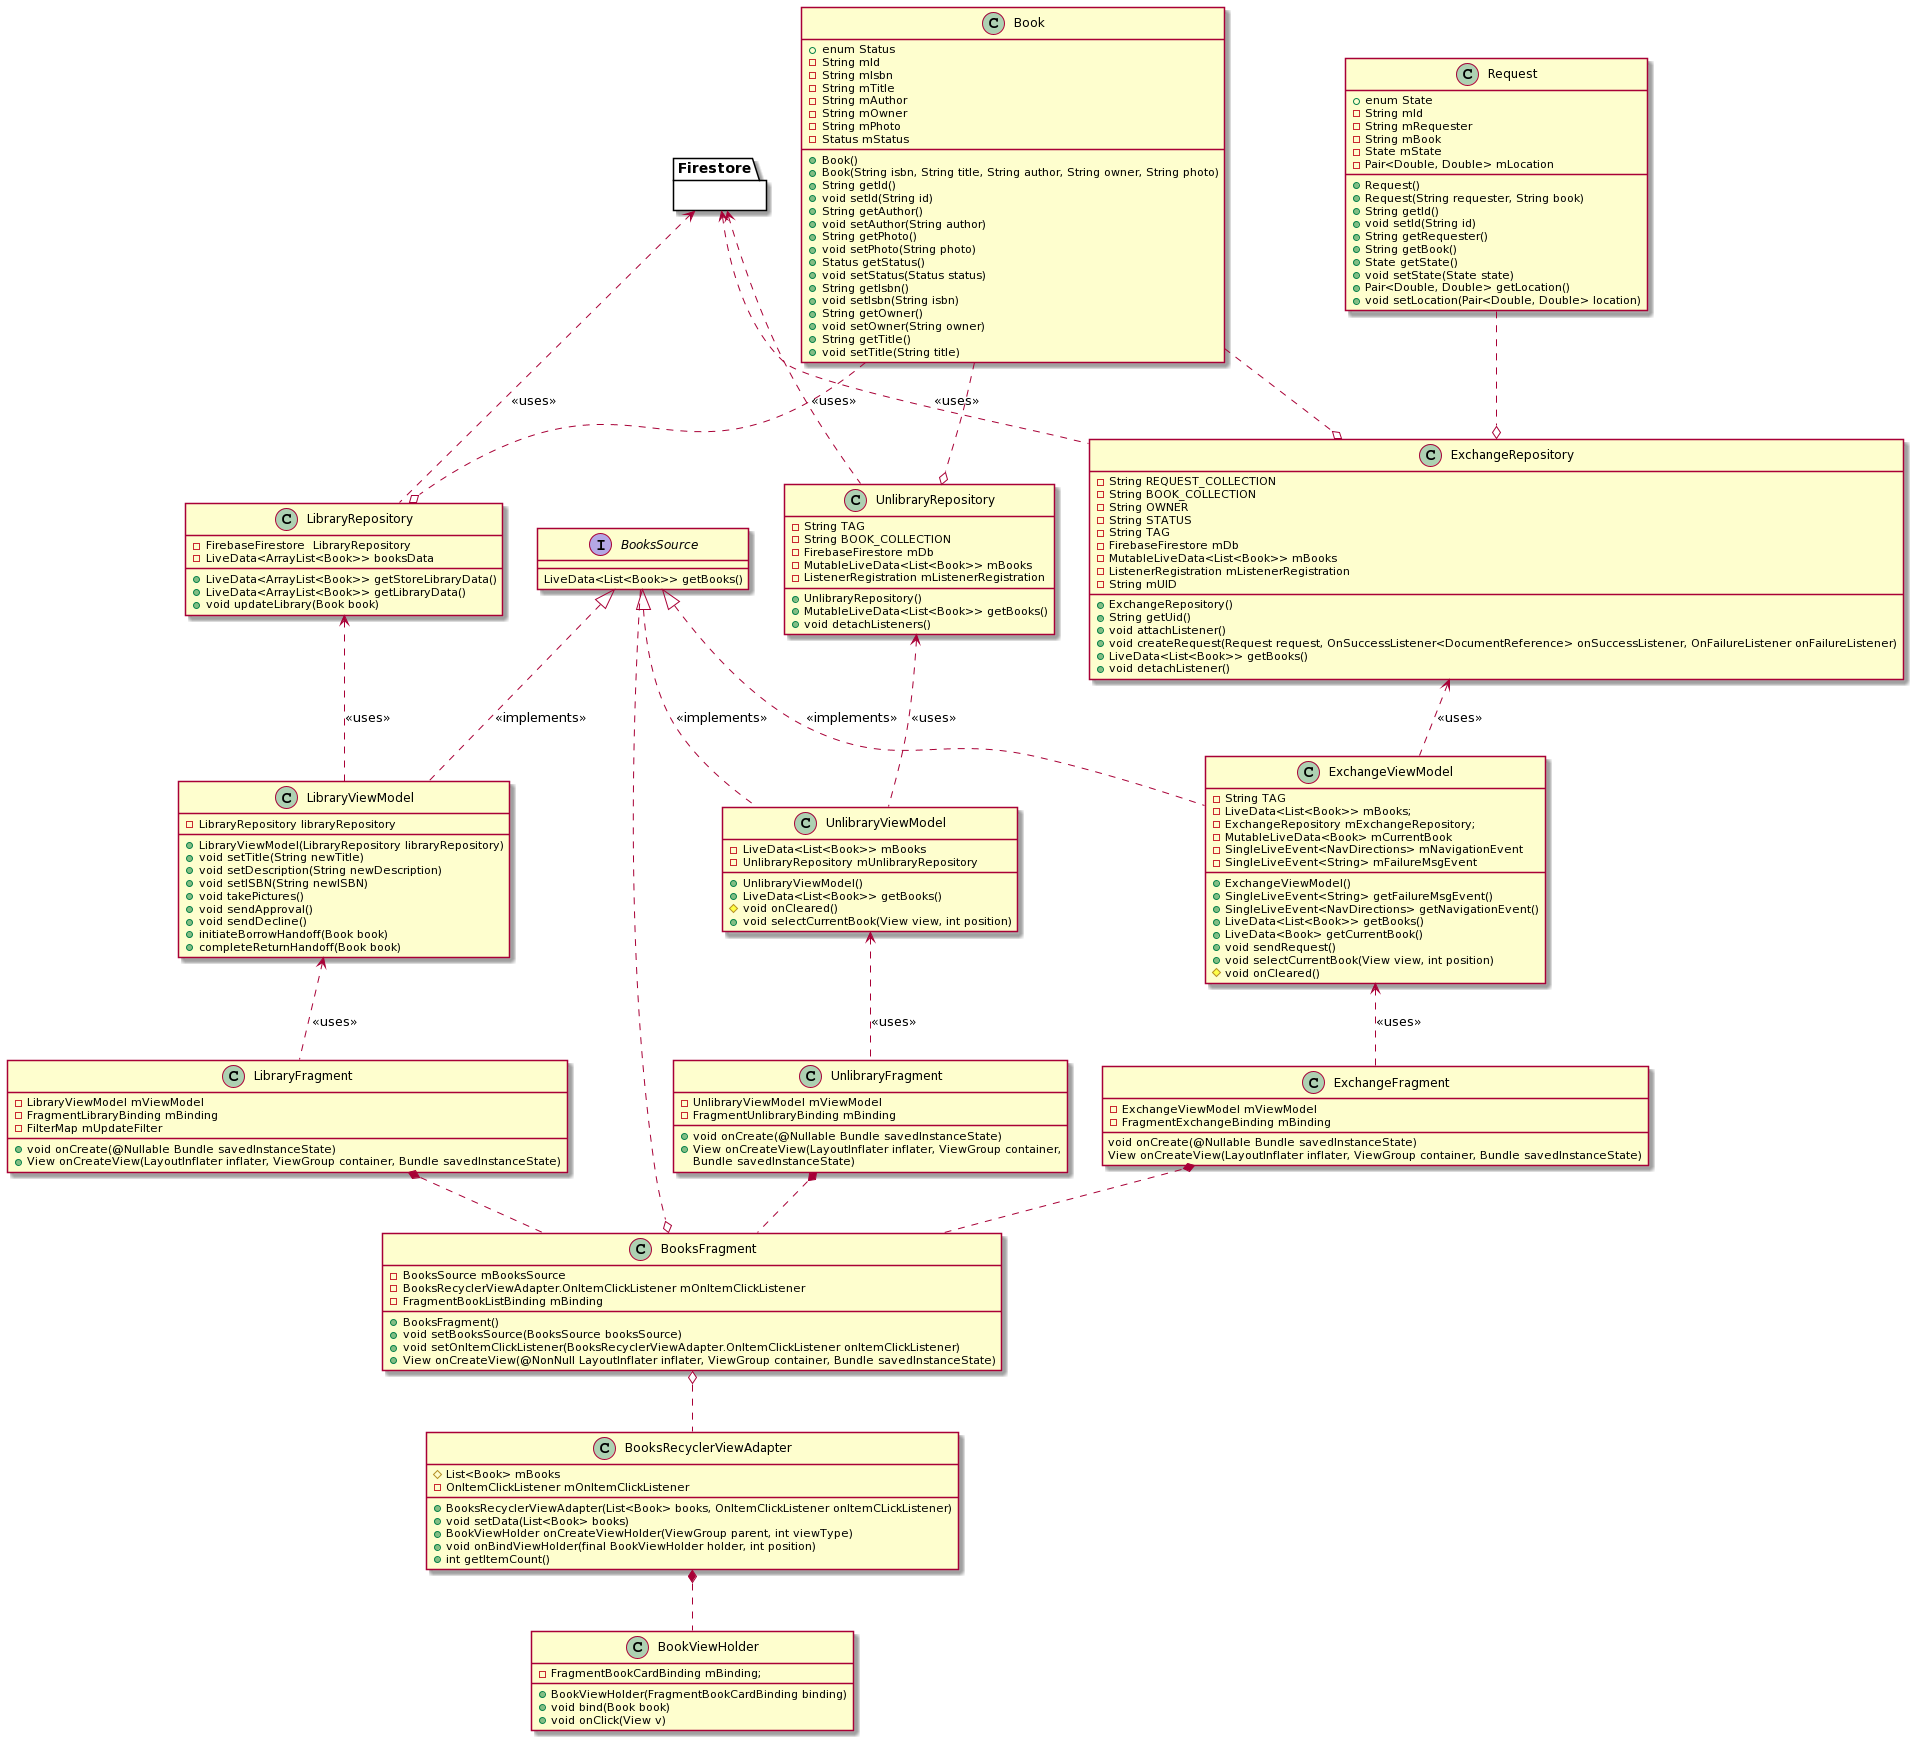 C Book
enum Status
String mId
String mIsbn
String mTitle
String mAuthor
String mOwner
String mPhoto
Status mStatus
Book()
Book(String isbn, String title, String author, String owner, String photo)
String getId()
void setId(String id)
String getAuthor()
void setAuthor(String author)
String getPhoto()
void setPhoto(String photo)
Status getStatus()
void setStatus(Status status)
String getIsbn()
void setIsbn(String isbn)
String getOwner()
void setOwner(String owner)
String getTitle()
void setTitle(String title)
C Request
enum State
String mId
String mRequester
String mBook
State mState
Pair<Double, Double> mLocation
Request()
Request(String requester, String book)
String getId()
void setId(String id)
String getRequester()
String getBook()
State getState()
void setState(State state)
Pair<Double, Double> getLocation()
void setLocation(Pair<Double, Double> location)
Firestore
«uses»
«uses»
«uses»
C LibraryRepository
FirebaseFirestore  LibraryRepository
LiveData<ArrayList<Book>> booksData
LiveData<ArrayList<Book>> getStoreLibraryData()
LiveData<ArrayList<Book>> getLibraryData()
void updateLibrary(Book book)
I BooksSource
LiveData<List<Book>> getBooks()
C UnlibraryRepository
String TAG
String BOOK_COLLECTION
FirebaseFirestore mDb
MutableLiveData<List<Book>> mBooks
ListenerRegistration mListenerRegistration
UnlibraryRepository()
MutableLiveData<List<Book>> getBooks()
void detachListeners()
C ExchangeRepository
String REQUEST_COLLECTION
String BOOK_COLLECTION
String OWNER
String STATUS
String TAG
FirebaseFirestore mDb
MutableLiveData<List<Book>> mBooks
ListenerRegistration mListenerRegistration
String mUID
ExchangeRepository()
String getUid()
void attachListener()
void createRequest(Request request, OnSuccessListener<DocumentReference> onSuccessListener, OnFailureListener onFailureListener)
LiveData<List<Book>> getBooks()
void detachListener()
«uses»
«implements»
«implements»
«implements»
«uses»
«uses»
C LibraryViewModel
LibraryRepository libraryRepository
LibraryViewModel(LibraryRepository libraryRepository)
void setTitle(String newTitle)
void setDescription(String newDescription)
void setISBN(String newISBN)
void takePictures()
void sendApproval()
void sendDecline()
initiateBorrowHandoff(Book book)
completeReturnHandoff(Book book)
C UnlibraryViewModel
LiveData<List<Book>> mBooks
UnlibraryRepository mUnlibraryRepository
UnlibraryViewModel()
LiveData<List<Book>> getBooks()
void onCleared()
void selectCurrentBook(View view, int position)
C ExchangeViewModel
String TAG
LiveData<List<Book>> mBooks;
ExchangeRepository mExchangeRepository;
MutableLiveData<Book> mCurrentBook
SingleLiveEvent<NavDirections> mNavigationEvent
SingleLiveEvent<String> mFailureMsgEvent
ExchangeViewModel()
SingleLiveEvent<String> getFailureMsgEvent()
SingleLiveEvent<NavDirections> getNavigationEvent()
LiveData<List<Book>> getBooks()
LiveData<Book> getCurrentBook()
void sendRequest()
void selectCurrentBook(View view, int position)
void onCleared()
«uses»
«uses»
«uses»
C LibraryFragment
LibraryViewModel mViewModel
FragmentLibraryBinding mBinding
FilterMap mUpdateFilter
void onCreate(@Nullable Bundle savedInstanceState)
View onCreateView(LayoutInflater inflater, ViewGroup container, Bundle savedInstanceState)
C UnlibraryFragment
UnlibraryViewModel mViewModel
FragmentUnlibraryBinding mBinding
void onCreate(@Nullable Bundle savedInstanceState)
View onCreateView(LayoutInflater inflater, ViewGroup container,
Bundle savedInstanceState)
C ExchangeFragment
ExchangeViewModel mViewModel
FragmentExchangeBinding mBinding
void onCreate(@Nullable Bundle savedInstanceState)
View onCreateView(LayoutInflater inflater, ViewGroup container, Bundle savedInstanceState)
C BooksFragment
BooksSource mBooksSource
BooksRecyclerViewAdapter.OnItemClickListener mOnItemClickListener
FragmentBookListBinding mBinding
BooksFragment()
void setBooksSource(BooksSource booksSource)
void setOnItemClickListener(BooksRecyclerViewAdapter.OnItemClickListener onItemClickListener)
View onCreateView(@NonNull LayoutInflater inflater, ViewGroup container, Bundle savedInstanceState)
C BooksRecyclerViewAdapter
List<Book> mBooks
OnItemClickListener mOnItemClickListener
BooksRecyclerViewAdapter(List<Book> books, OnItemClickListener onItemCLickListener)
void setData(List<Book> books)
BookViewHolder onCreateViewHolder(ViewGroup parent, int viewType)
void onBindViewHolder(final BookViewHolder holder, int position)
int getItemCount()
C BookViewHolder
FragmentBookCardBinding mBinding;
BookViewHolder(FragmentBookCardBinding binding)
void bind(Book book)
void onClick(View v)